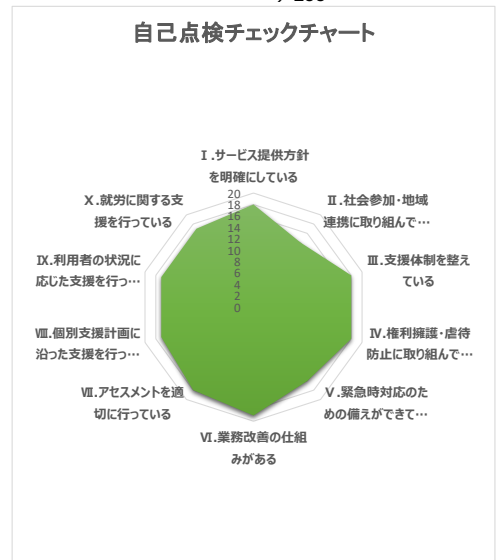 自己点検チェックチャート
Ⅰ.サービス提供方針
を明確にしている
Ⅱ.社会参加・地域
連携に取り組んで…
Ⅲ.支援体制を整え
ている
Ⅳ.権利擁護・虐待
防止に取り組んで…
Ⅴ.緊急時対応のた
めの備えができて…
Ⅵ.業務改善の仕組
みがある
Ⅶ.アセスメントを適
切に行っている
Ⅷ.個別支援計画に
沿った支援を行っ…
Ⅸ.利用者の状況に
応じた支援を行っ…
Ⅹ.就労に関する支
援を行っている
20
18
16
14
12
10
8
6
4
2
0